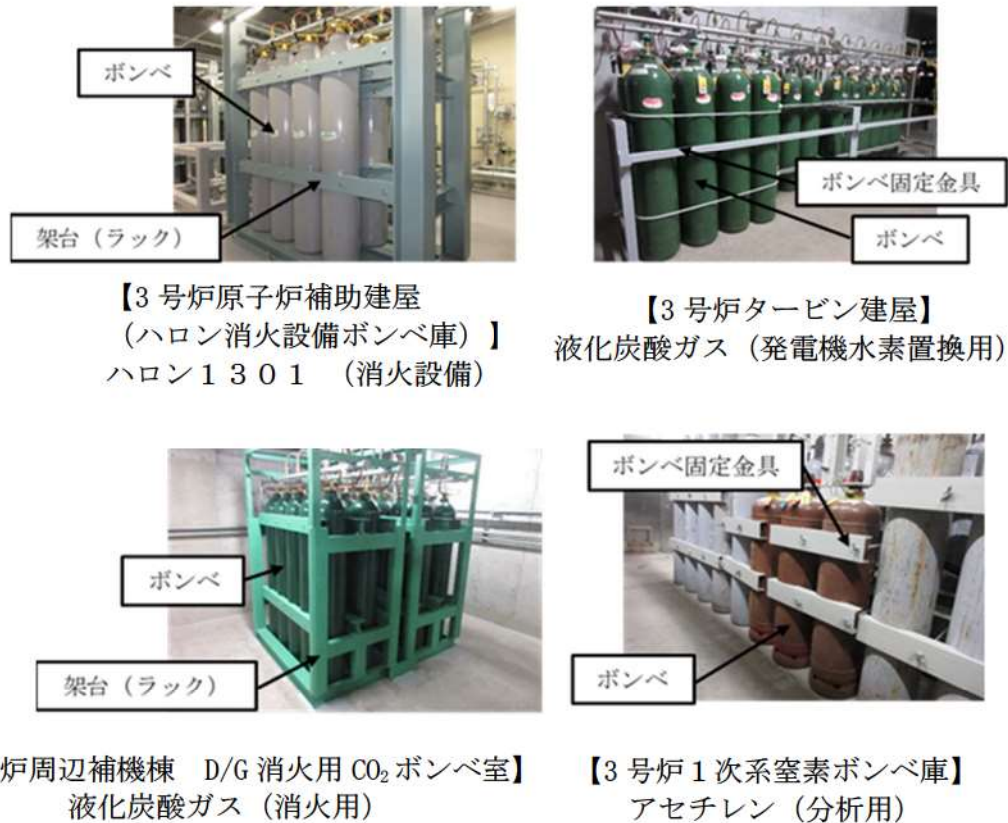 ボンベ
架台（ラック）
【3 号炉原子炉補助建屋
（ハロン消火設備ボンベ庫）】
ハロン１３０１　（消火設備）
ボンベ固定金具
ボンベ
【3 号炉タービン建屋】
液化炭酸ガス（発電機水素置換用）
ボンベ
架台（ラック）
炉周辺補機棟　D/G 消火用 CO₂ ボンベ室】
液化炭酸ガス（消火用）
ボンベ固定金具
ボンベ
【3 号炉１次系窒素ボンベ庫】
アセチレン（分析用）